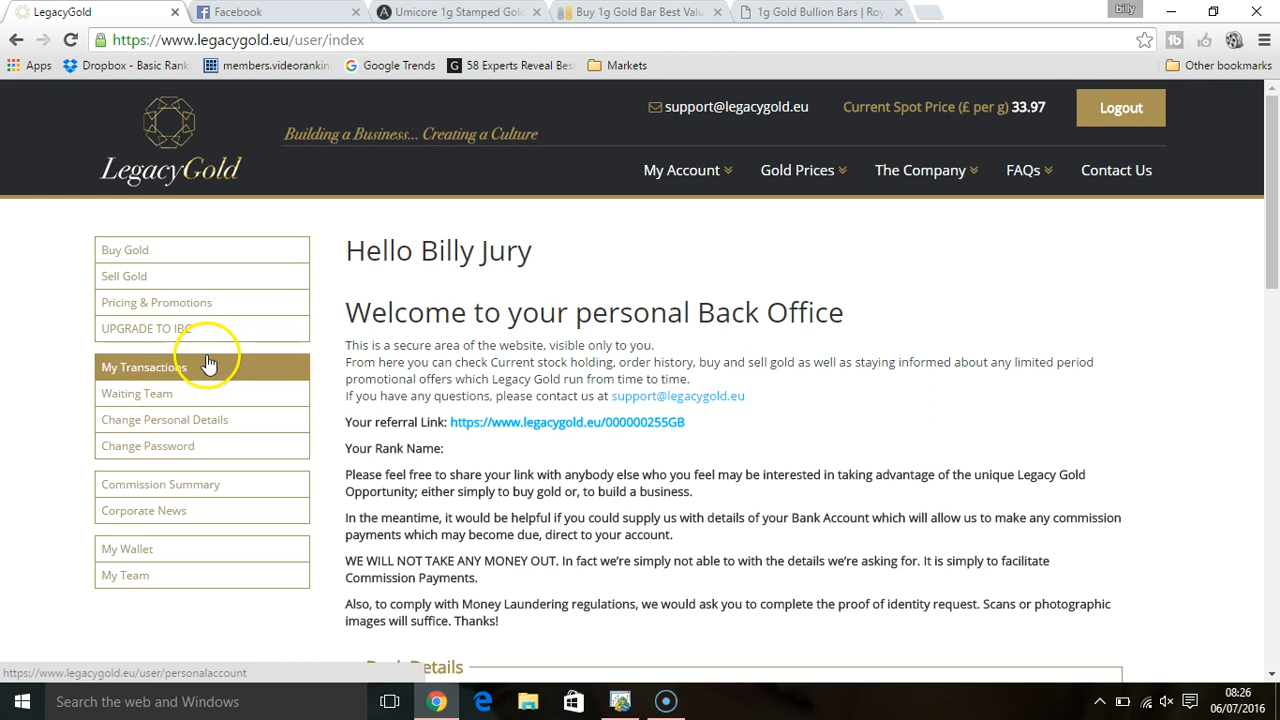 LegacyGold
Facebook
Umicore 1g Stamped Gol
Buy 1g Gold Bar Best Valu
1g Gold Bullion Bars | Roy
billy
https://www.legacygold.eu/user/index
Apps
Dropbox - Basic Rank
members.videorankin
Google Trends
58 Experts Reveal Bes
Markets
Other bookmarks
LegacyGold
Building a Business... Creating a Culture
support@legacygold.eu
Current Spot Price (£ per g) 33.97
Logout
My Account
Gold Prices
The Company
FAQs
Contact Us
Buy Gold
Sell Gold
Pricing & Promotions
UPGRADE TO IBC
My Transactions
Waiting Team
Change Personal Details
Change Password
Commission Summary
Corporate News
My Wallet
My Team
Hello Billy Jury
Welcome to your personal Back Office
This is a secure area of the website, visible only to you.
From here you can check Current stock holding, order history, buy and sell gold as well as staying informed about any limited period
promotional offers which Legacy Gold run from time to time.
If you have any questions, please contact us at support@legacygold.eu
Your referral Link: https://www.legacygold.eu/000000255GB
Your Rank Name:
Please feel free to share your link with anybody else who you feel may be interested in taking advantage of the unique Legacy Gold
Opportunity; either simply to buy gold or, to build a business.
In the meantime, it would be helpful if you could supply us with details of your Bank Account which will allow us to make any commission
payments which may become due, direct to your account.
WE WILL NOT TAKE ANY MONEY OUT. In fact we're simply not able to with the details we're asking for. It is simply to facilitate
Commission Payments.
Also, to comply with Money Laundering regulations, we would ask you to complete the proof of identity request. Scans or photographic
images will suffice. Thanks!
Details
https://www.legacygold.eu/user/personalaccount
Search the web and Windows
08:26
06/07/2016